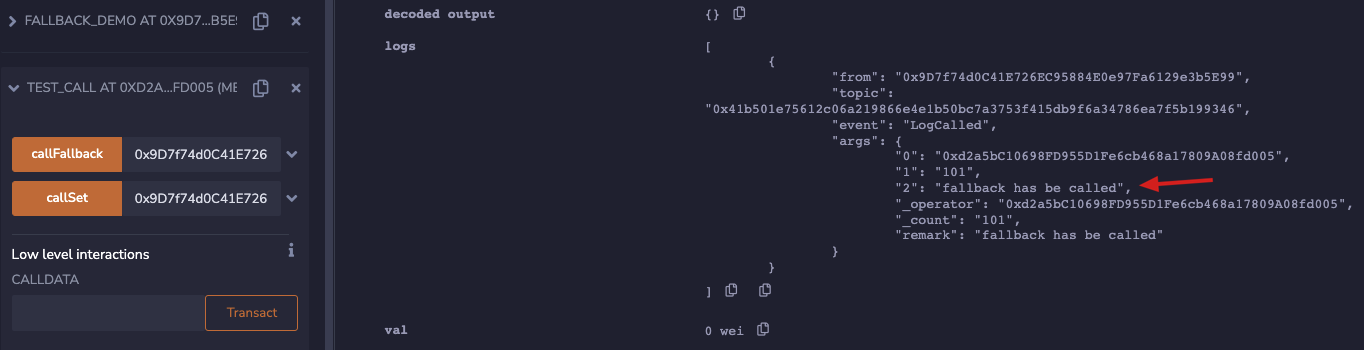 FALLBACK_DEMO AT 0X9D7...B5E9
TEST_CALL AT 0XD2A...FD005 (ME
callFallback 0x9D7f74d0C41E726
callSet 0x9D7f74d0C41E726
Low level interactions
CALLDATA
Transact
decoded output {}
logs [
{
"from": "0x9D7f74d0C41E726EC95884E0e97Fa6129e3b5E99",
"topic":
"0x41b501e75612c06a219866e4e1b50bc7a3753f415db9f6a34786ea7f5b199346",
"event": "LogCalled",
"args": {
"0": "0xd2a5bC10698FD955D1Fe6cb468a17809A08fd005",
"1": "101",
"2": "fallback has be called",
"_operator": "0xd2a5bC10698FD955D1Fe6cb468a17809A08fd005",
"_count": "101",
"remark": "fallback has be called"
}
}
]
val 0 wei